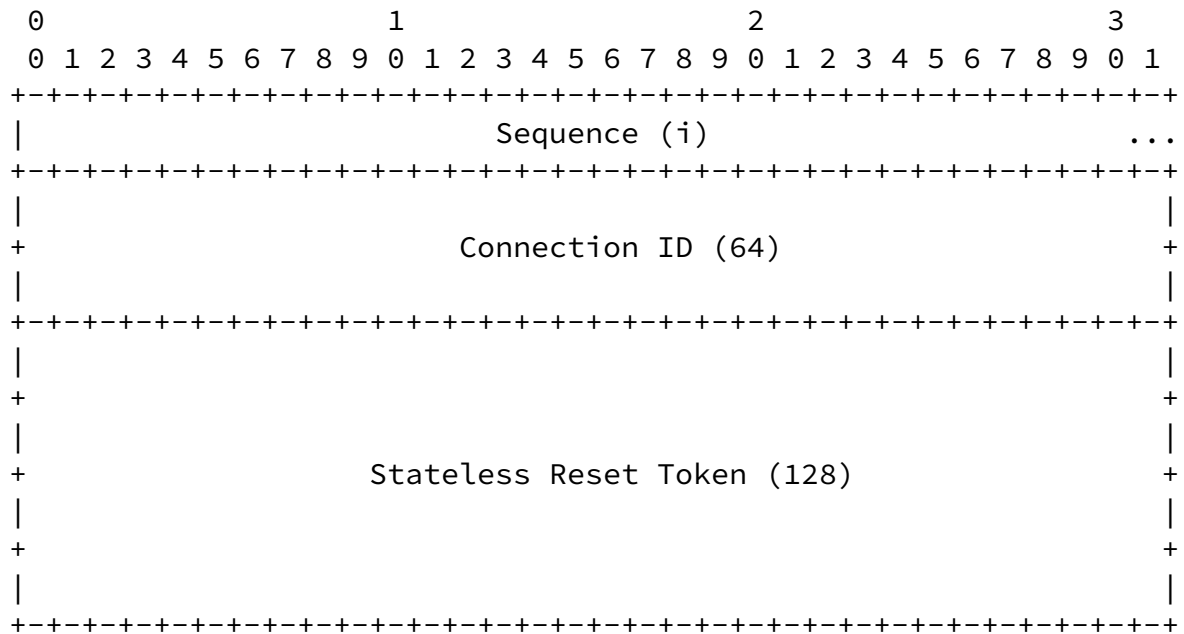 0                   1                   2                   3
 0 1 2 3 4 5 6 7 8 9 0 1 2 3 4 5 6 7 8 9 0 1 2 3 4 5 6 7 8 9 0 1
+-+-+-+-+-+-+-+-+-+-+-+-+-+-+-+-+-+-+-+-+-+-+-+-+-+-+-+-+-+-+-+-+
|                          Sequence (i)                       ...
+-+-+-+-+-+-+-+-+-+-+-+-+-+-+-+-+-+-+-+-+-+-+-+-+-+-+-+-+-+-+-+-+
|                                                               |
+                        Connection ID (64)                     +
|                                                               |
+-+-+-+-+-+-+-+-+-+-+-+-+-+-+-+-+-+-+-+-+-+-+-+-+-+-+-+-+-+-+-+-+
|                                                               |
+                                                               +
|                                                               |
+                   Stateless Reset Token (128)                 +
|                                                               |
+                                                               +
|                                                               |
+-+-+-+-+-+-+-+-+-+-+-+-+-+-+-+-+-+-+-+-+-+-+-+-+-+-+-+-+-+-+-+-+